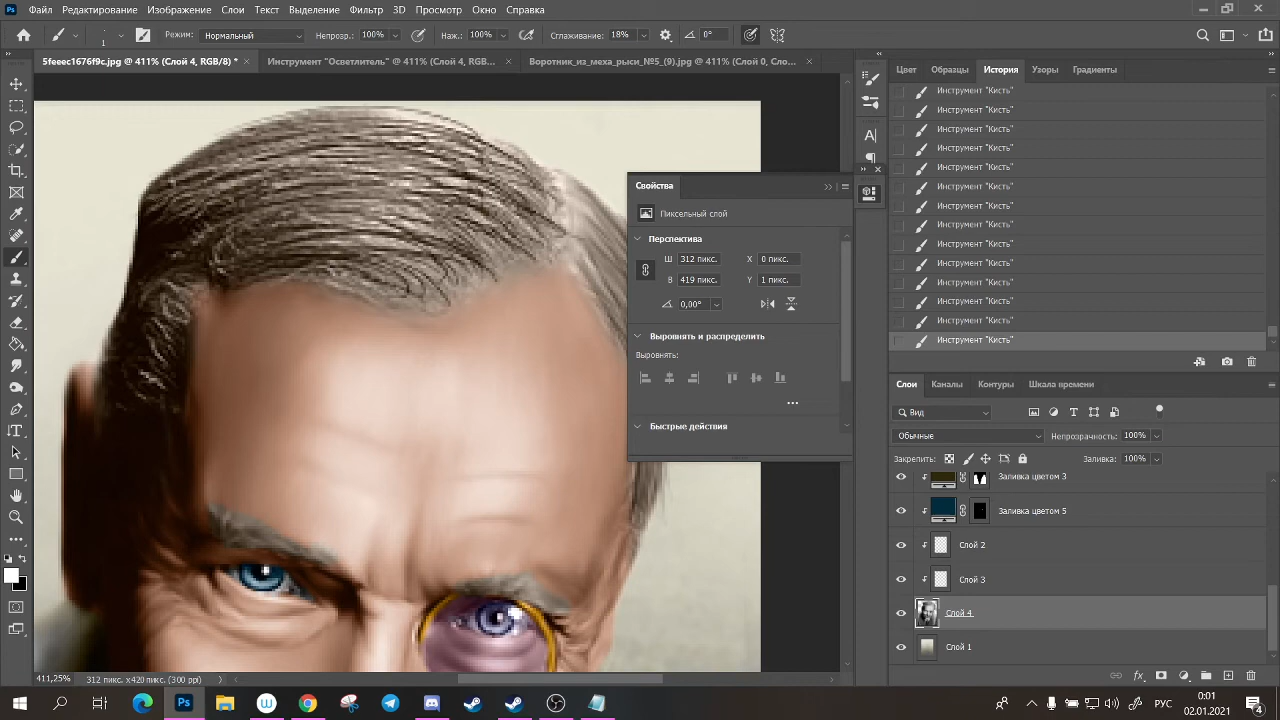 Файл Редактирование Изображение Слои Текст Выделение Фильтр 3D Просмотр Окно Справка
1 Режим: Нормальный Непрозр.: 100% Наж.: 100% Сглаживание: 18% 0°
5feeec1676f9c.jpg @ 411% (Слой 4, RGB/8) * Инструмент "Осветлитель" @ 411% (Слой 4, RGB... Воротник_из_меха_рыси_№5_(9).jpg @ 411% (Слой 0, Сло...
Цвет Образцы История Узоры Градиенты
Инструмент "Кисть"
Инструмент "Кисть"
Инструмент "Кисть"
Инструмент "Кисть"
Инструмент "Кисть"
Инструмент "Кисть"
Инструмент "Кисть"
Инструмент "Кисть"
Инструмент "Кисть"
Инструмент "Кисть"
Инструмент "Кисть"
Инструмент "Кисть"
Инструмент "Кисть"
Инструмент "Кисть"
Свойства
Пиксельный слой
Перспектива
Ш 312 пикс. X 0 пикс.
В 419 пикс. Y 1 пикс.
0,00°
Выровнять и распределить
Выровнять:
Быстрые действия
Слои Каналы Контуры Шкала времени
Вид
Обычные Непрозрачность: 100%
Закрепить: Заливка: 100%
Заливка цветом 3
Заливка цветом 5
Слой 2
Слой 3
Слой 4
Слой 1
411,25% 312 пикс. x 420 пикс. (300 ppi)
РУС 0:01 02.01.2021 4